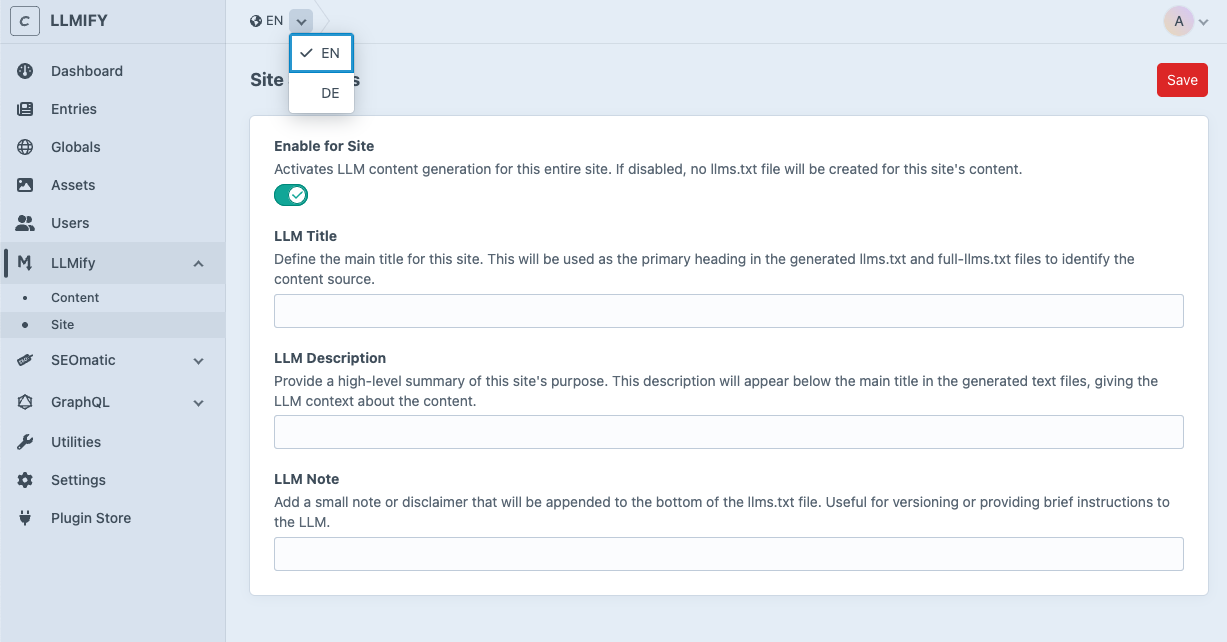 C
LLMIFY
EN
A
EN
DE
Dashboard
Entries
Globals
Assets
Users
LLMify
Content
Site
SEOmatic
GraphQL
Utilities
Settings
Plugin Store
Site
Save
Enable for Site
Activates LLM content generation for this entire site. If disabled, no llms.txt file will be created for this site's content.
LLM Title
Define the main title for this site. This will be used as the primary heading in the generated llms.txt and full-llms.txt files to identify the
content source.
LLM Description
Provide a high-level summary of this site's purpose. This description will appear below the main title in the generated text files, giving the
LLM context about the content.
LLM Note
Add a small note or disclaimer that will be appended to the bottom of the llms.txt file. Useful for versioning or providing brief instructions to
the LLM.